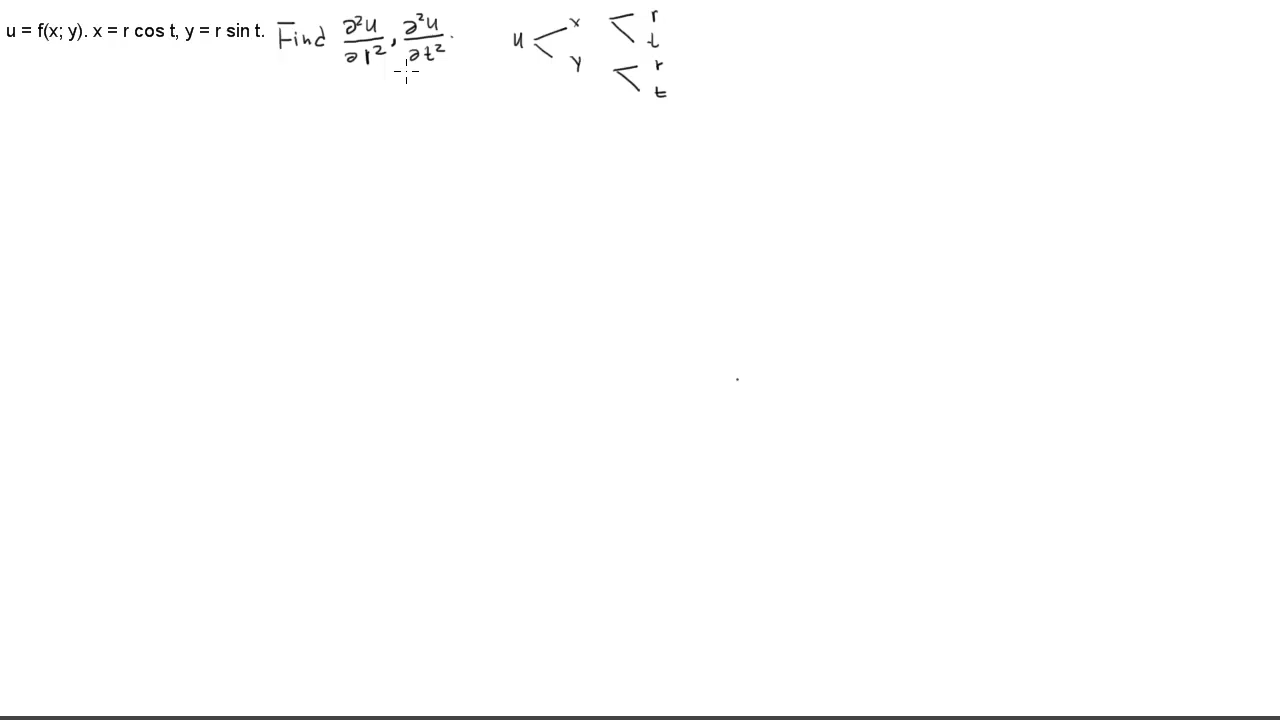 u = f(x; y). x = r cos t, y = r sin t. Find ∂²u/∂r², ∂²u/∂t².
u x r
t
y r
t